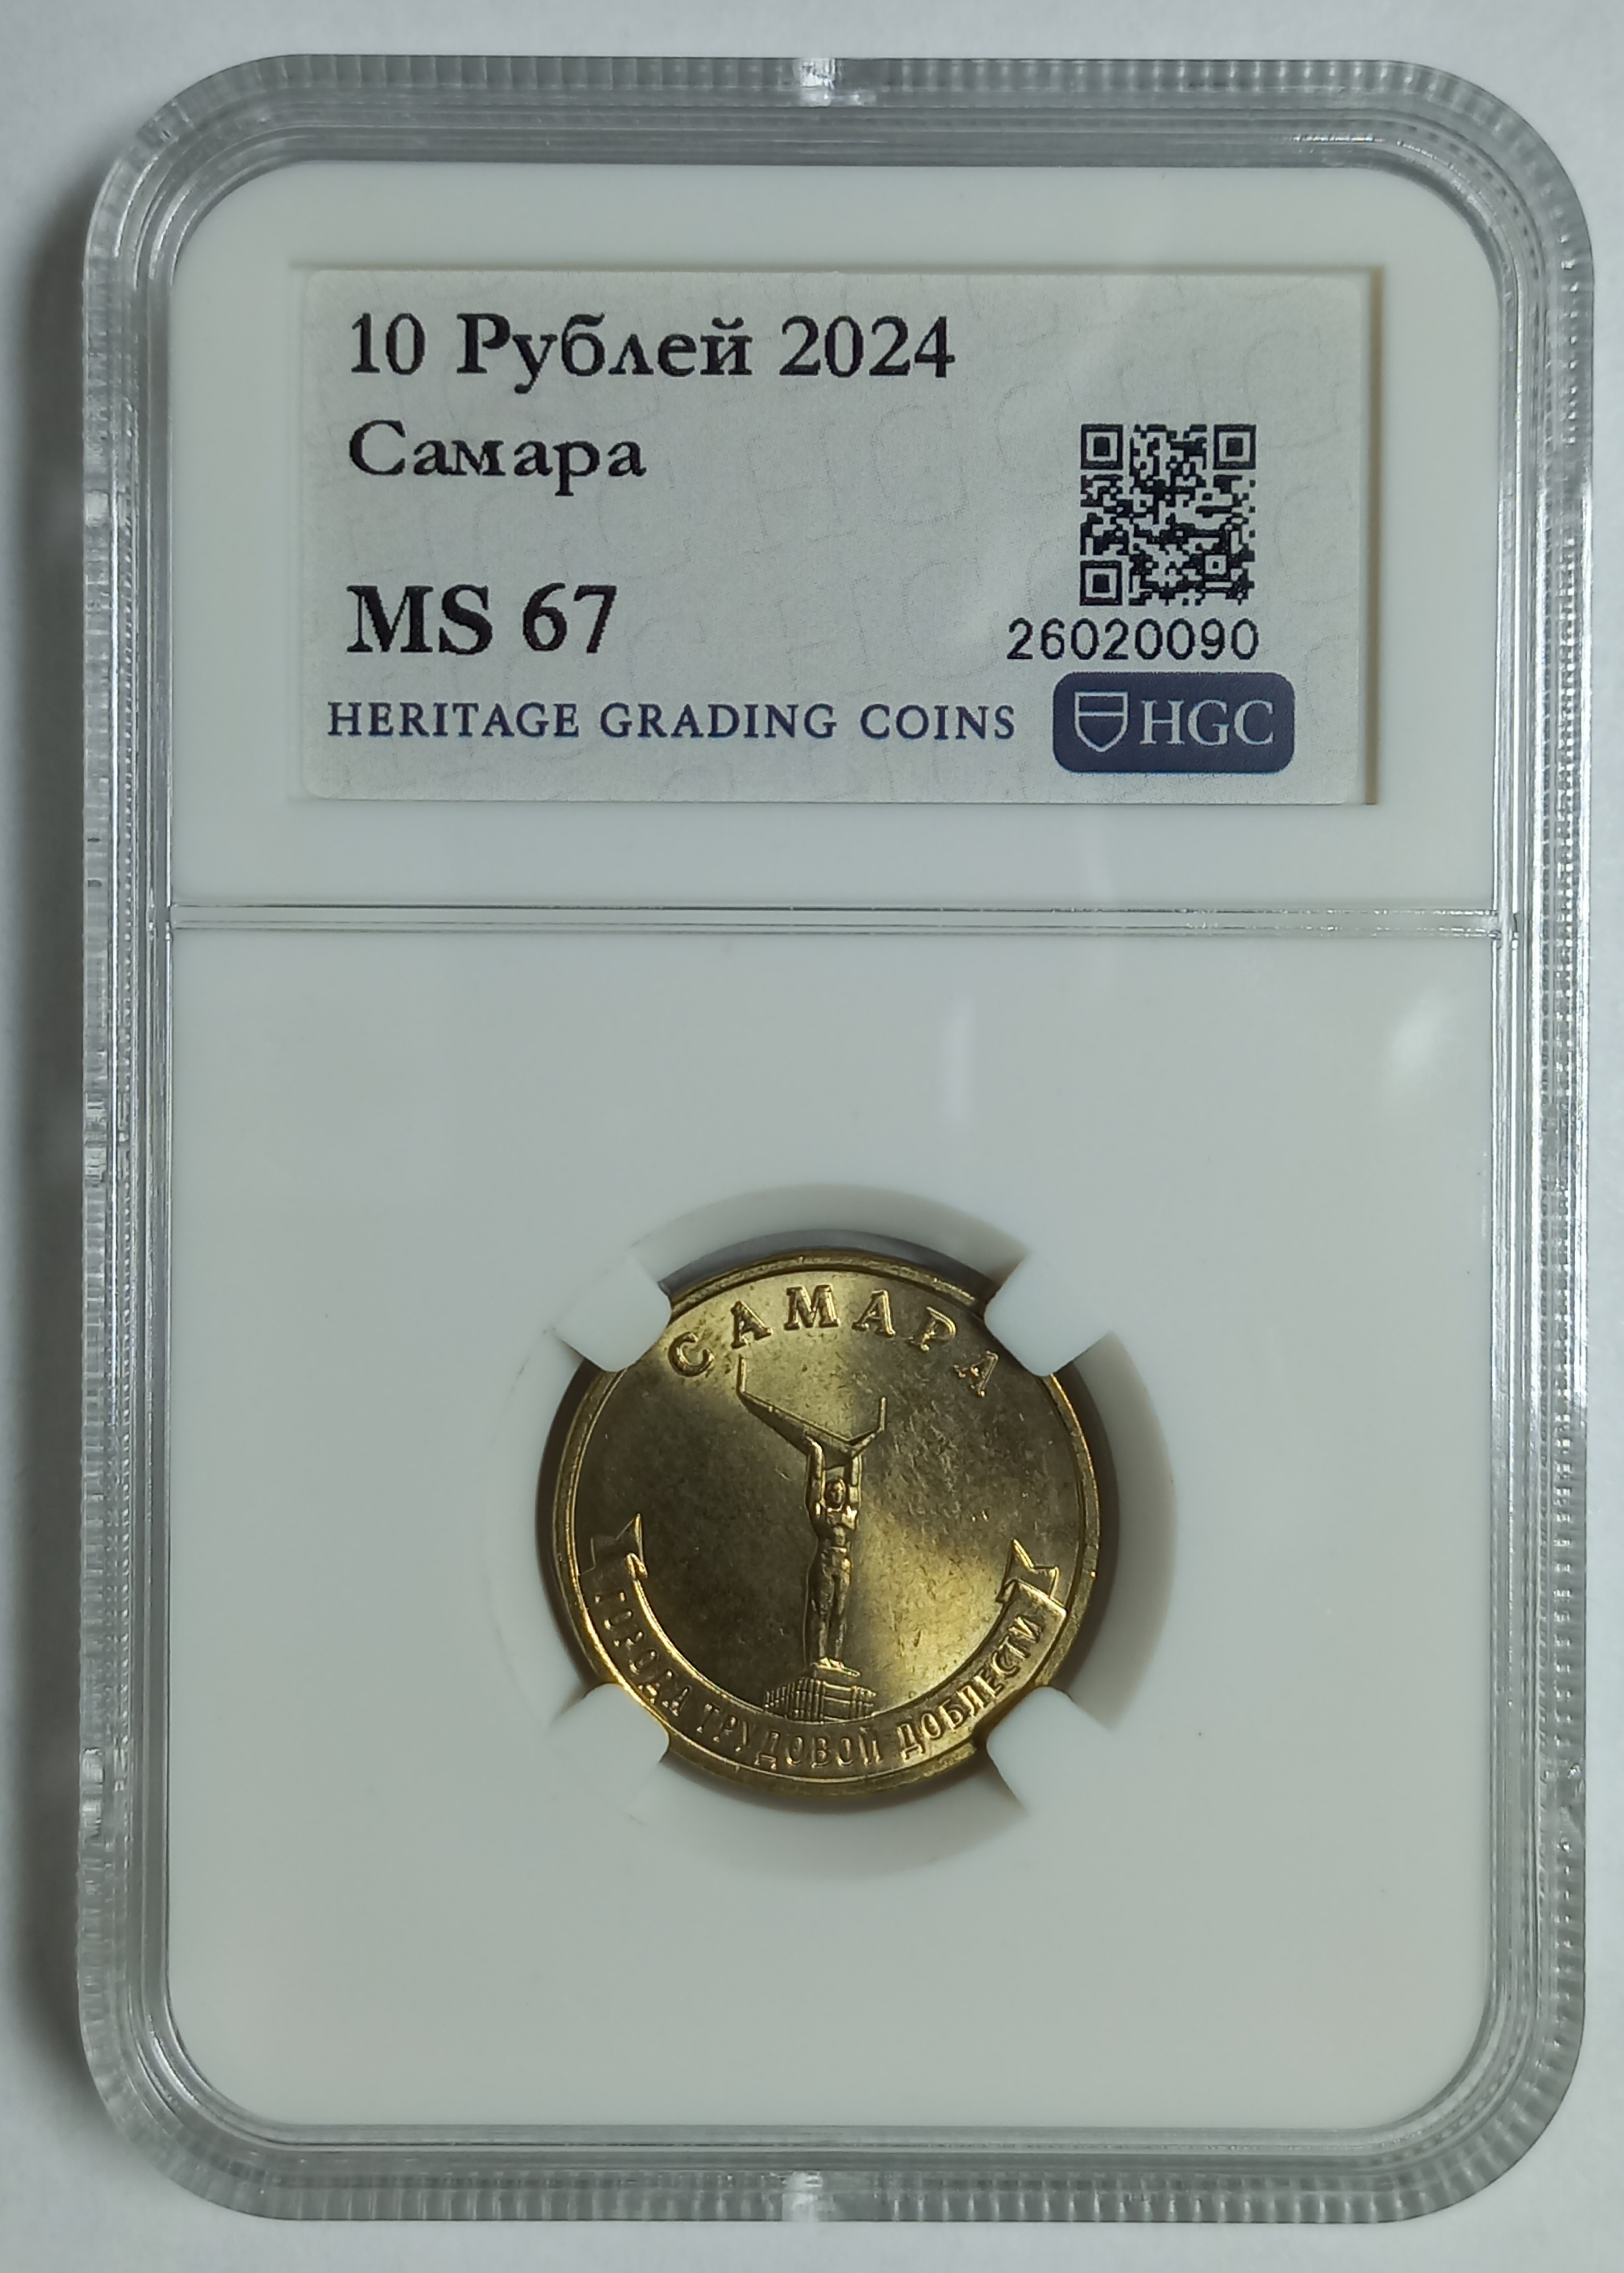 10 Рублей 2024
Самара
MS 67
26020090
HERITAGE GRADING COINS
HGC
САМАРА
ГОРОДА ТРУДОВОЙ ДОБЛЕСТИ